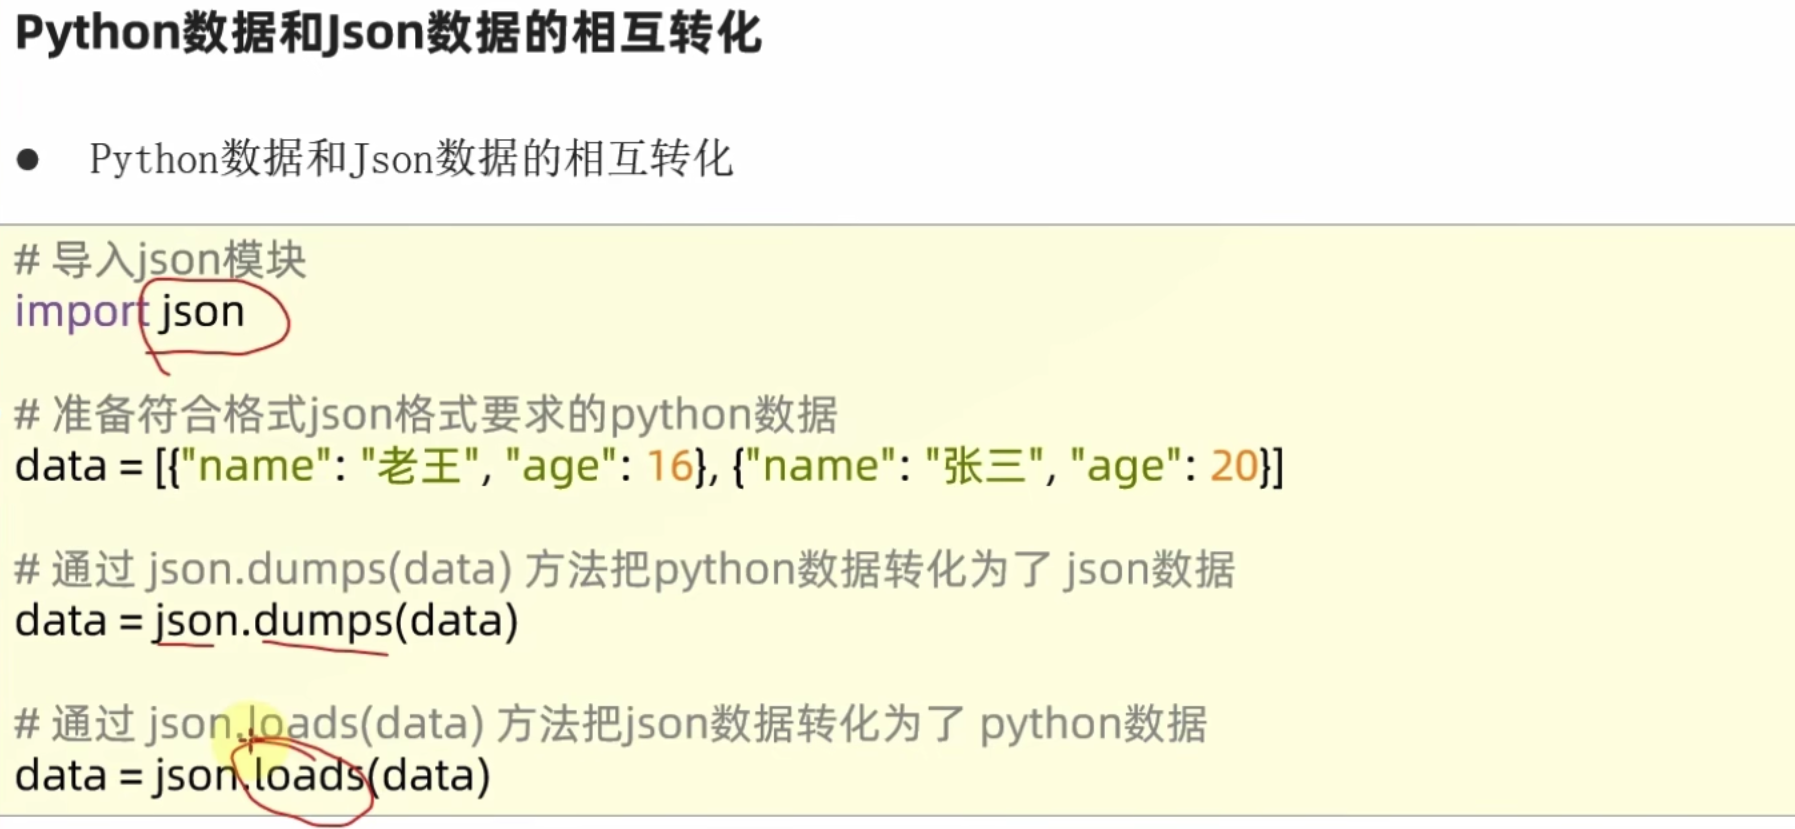 Python数据和Json数据的相互转化
● Python数据和Json数据的相互转化
# 导入json模块
import json
# 准备符合格式json格式要求的python数据
data = [{"name": "老王", "age": 16}, {"name": "张三", "age": 20}]
# 通过 json.dumps(data) 方法把python数据转化为了 json数据
data = json.dumps(data)
# 通过 json.loads(data) 方法把json数据转化为了 python数据
data = json.loads(data)